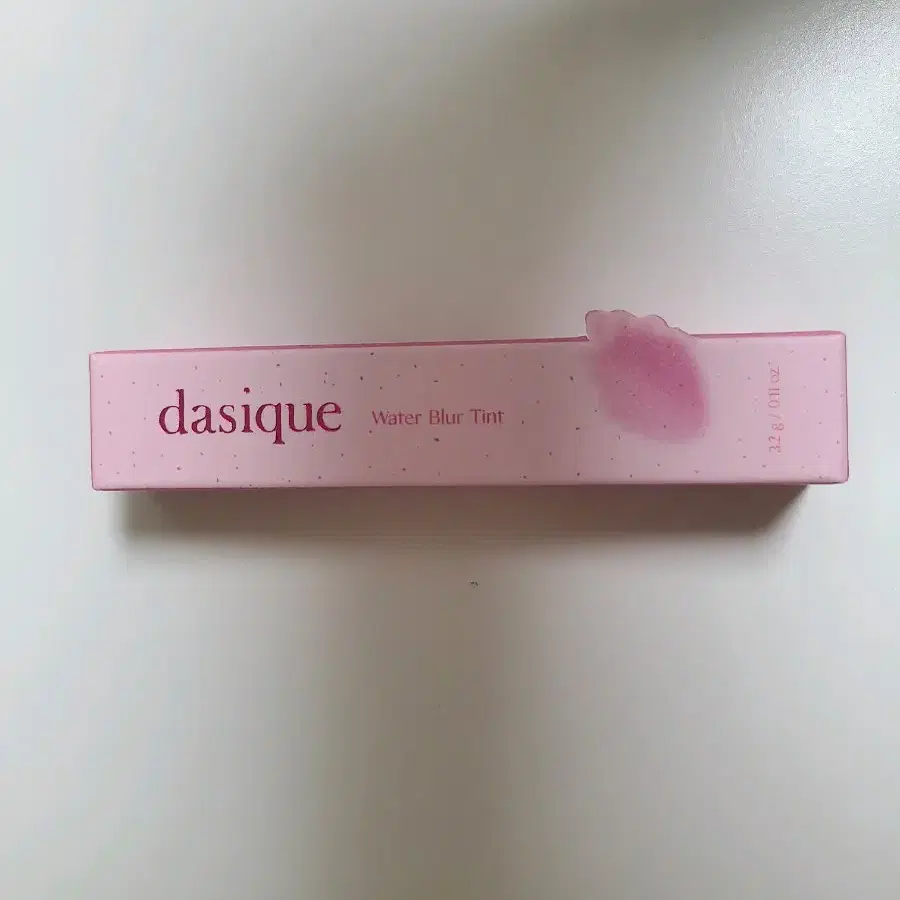 dasique
Water Blur Tint
3.2 g / 0.11 oz